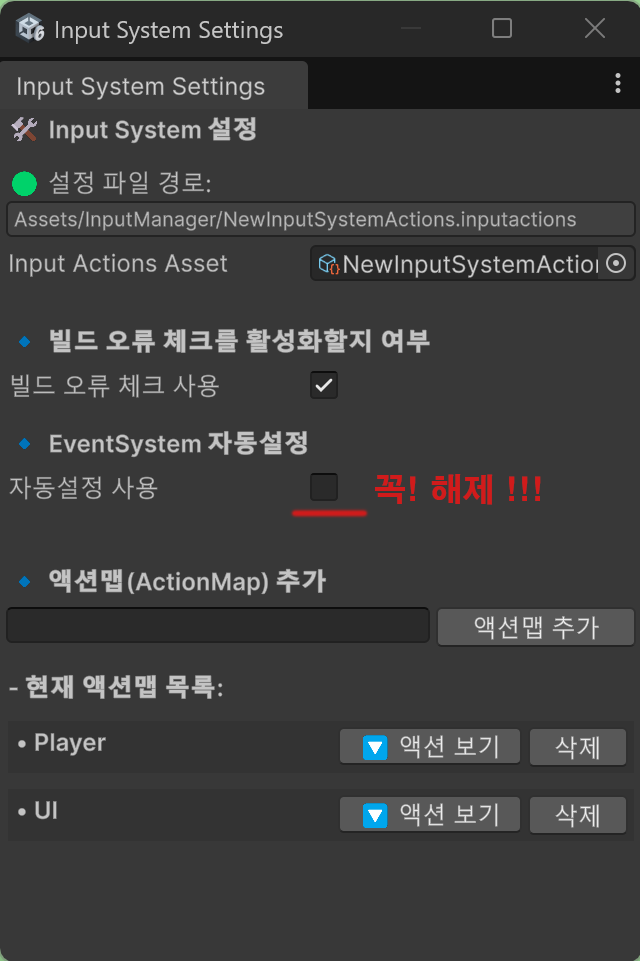 Input System Settings
Input System Settings
Input System 설정
설정 파일 경로:
Assets/InputManager/NewInputSystemActions.inputactions
Input Actions Asset NewInputSystemActio
빌드 오류 체크를 활성화할지 여부
빌드 오류 체크 사용
EventSystem 자동설정
자동설정 사용 꼭! 해제 !!!
액션맵(ActionMap) 추가
액션맵 추가
- 현재 액션맵 목록:
• Player 액션 보기 삭제
• UI 액션 보기 삭제